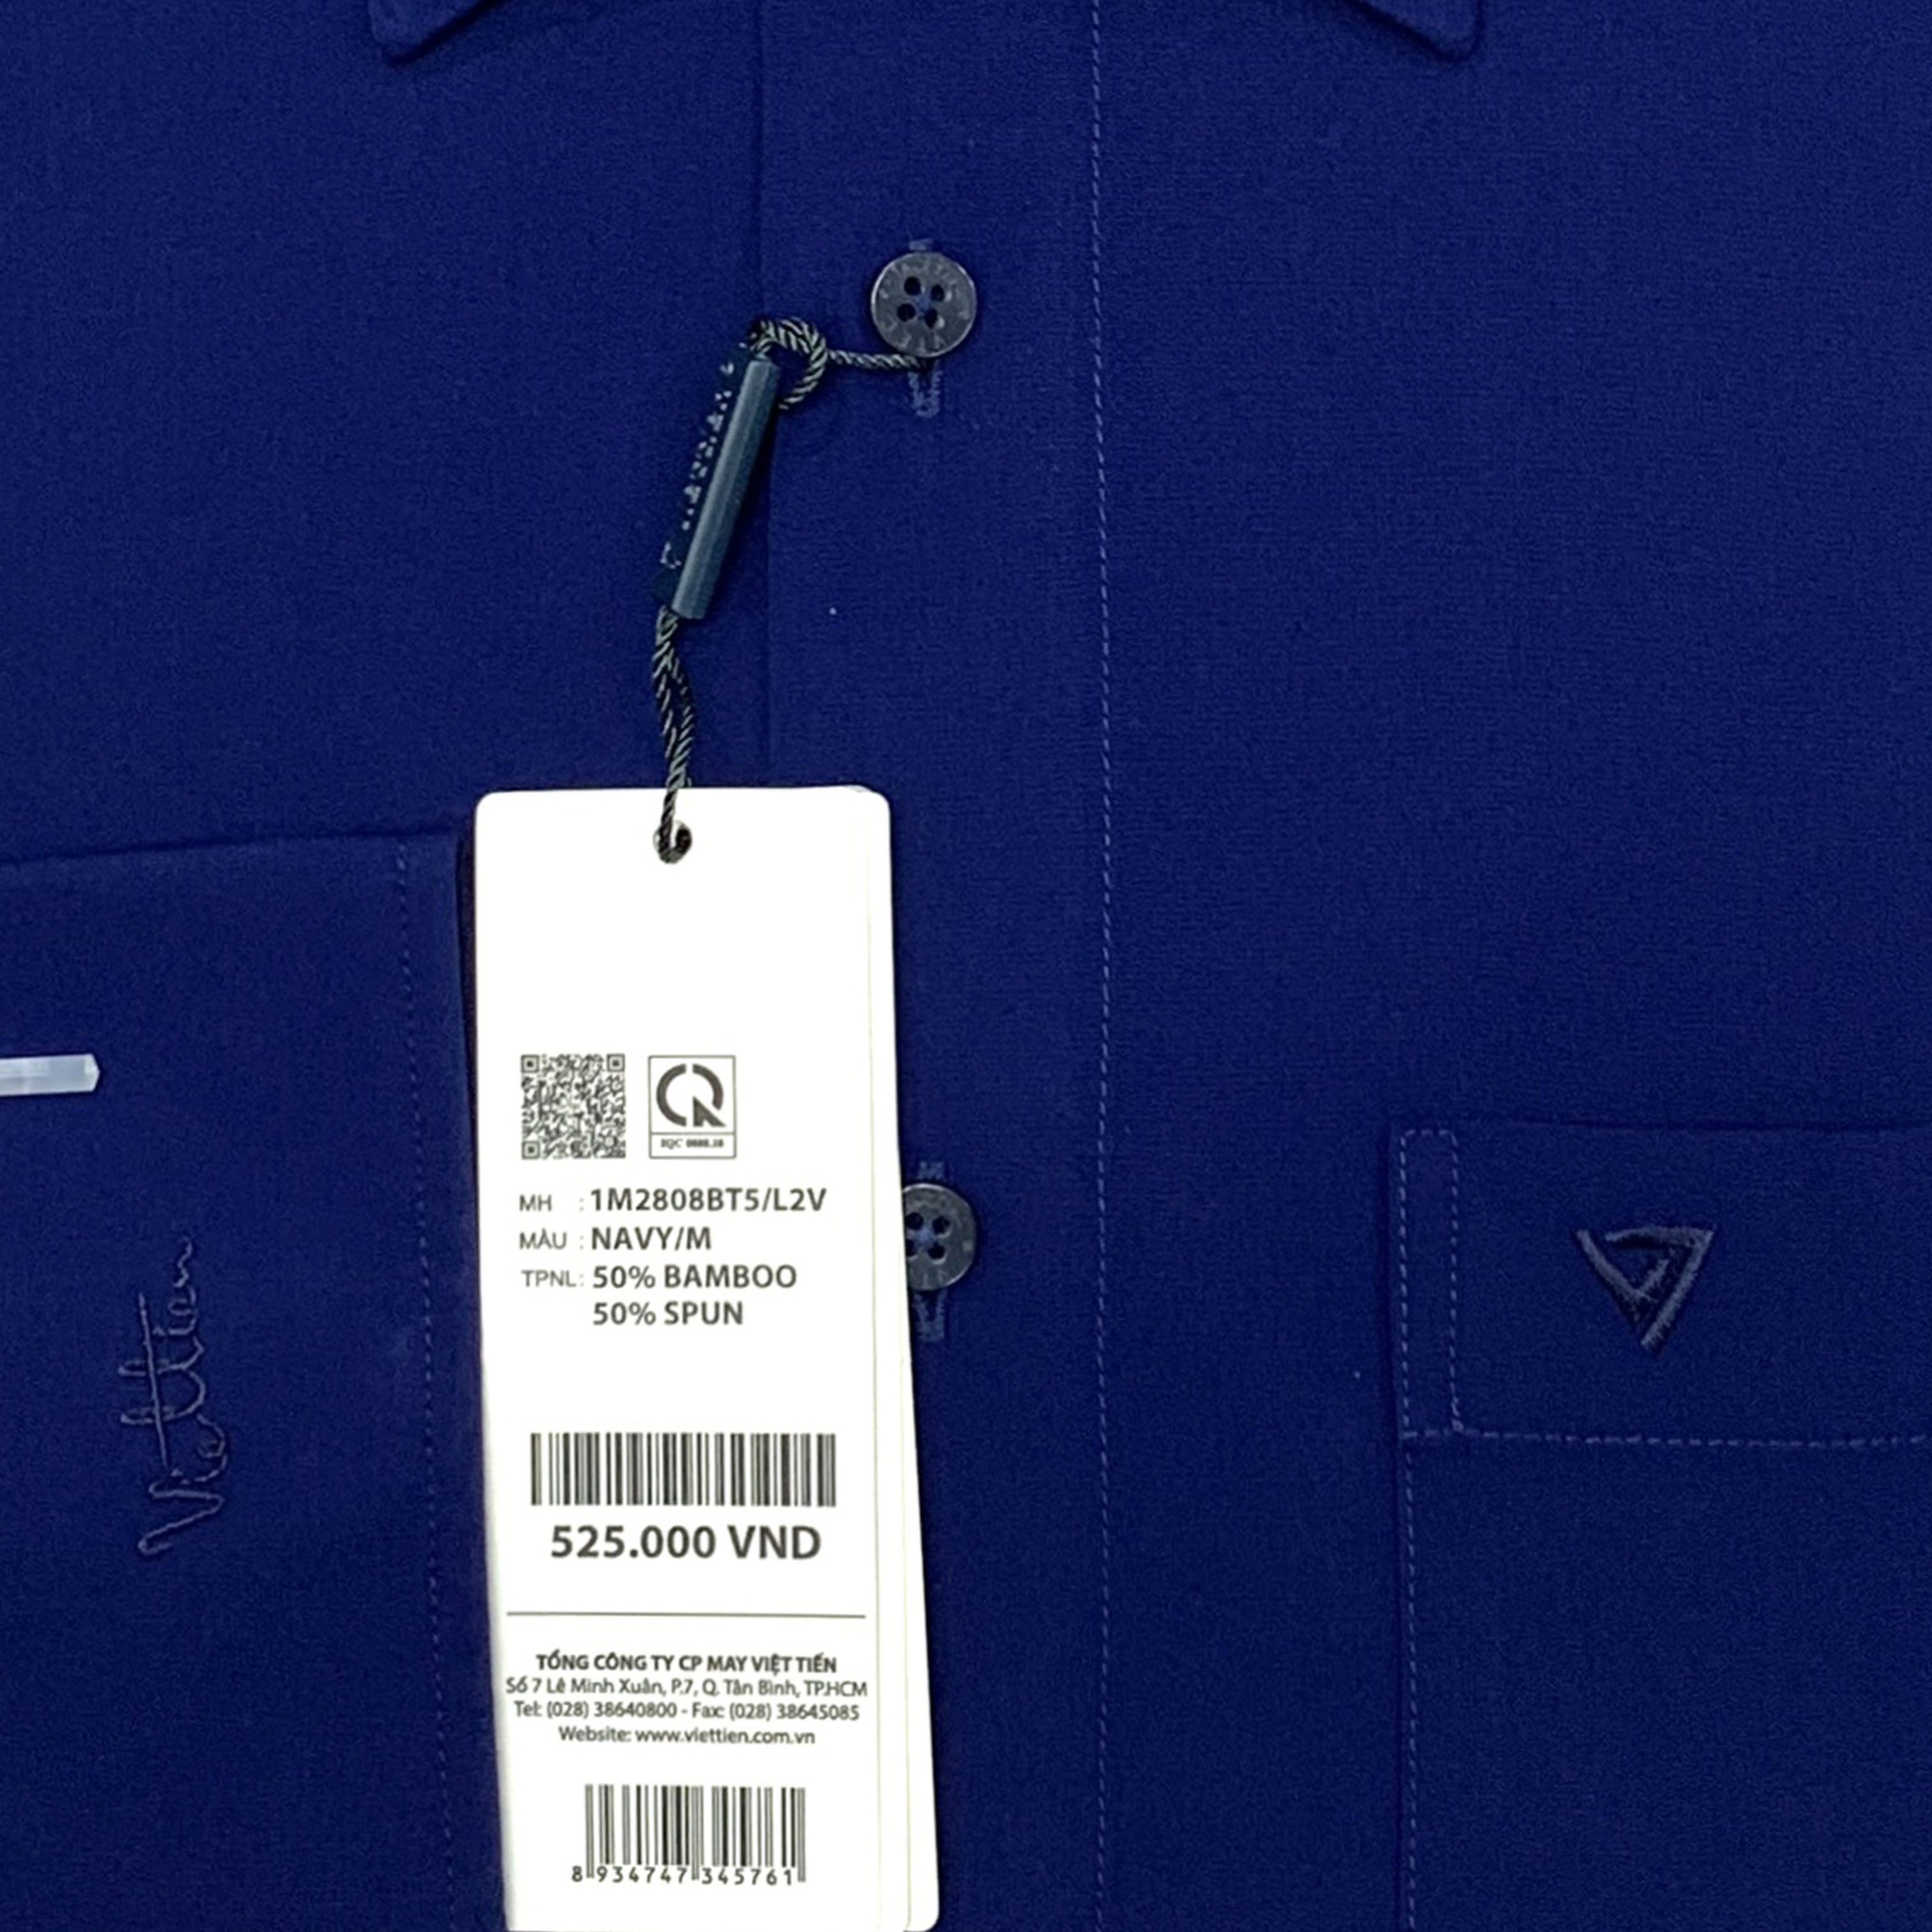 MH : 1M2808BT5/L2V
MÀU : NAVY/M
TPNL: 50% BAMBOO
50% SPUN
525.000 VND
TỔNG CÔNG TY CP MAY VIỆT TIẾN
Số 7 Lê Minh Xuân, P.7, Q. Tân Bình, TP.HCM
Tel: (028) 38640800 - Fax: (028) 38645085
Website: www.viettien.com.vn
8 934747 345761
Viettien